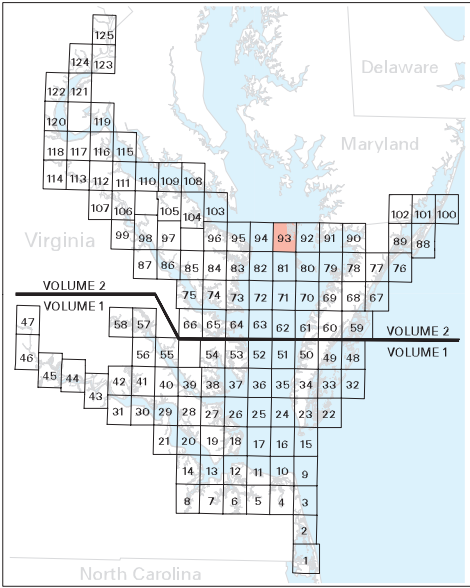 125
Delaware
124 123
122 121
120 119
Maryland
118 117 116 115
114 113 112 111 110 109 108
107 106 105 104 103 102 101 100
Virginia
99 98 97 96 95 94 93 92 91 90 89 88
87 86 85 84 83 82 81 80 79 78 77 76
VOLUME 2
75 74 73 72 71 70 69 68 67
VOLUME 1
47 58 57 66 65 64 63 62 61 60 59
VOLUME 2
46 56 55 54 53 52 51 50 49 48
VOLUME 1
45 44 43 42 41 40 39 38 37 36 35 34 33 32
31 30 29 28 27 26 25 24 23 22
21 20 19 18 17 16 15
14 13 12 11 10 9
8 7 6 5 4 3
2
1
North Carolina